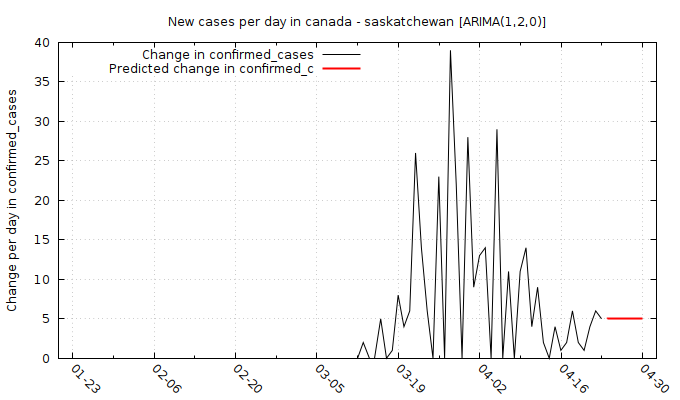 New cases per day in canada - saskatchewan [ARIMA(1,2,0)]
Change in confirmed_cases
Predicted change in confirmed_c
Change per day in confirmed_cases
40
35
30
25
20
15
10
5
0
01-23 02-06 02-20 03-05 03-19 04-02 04-16 04-30